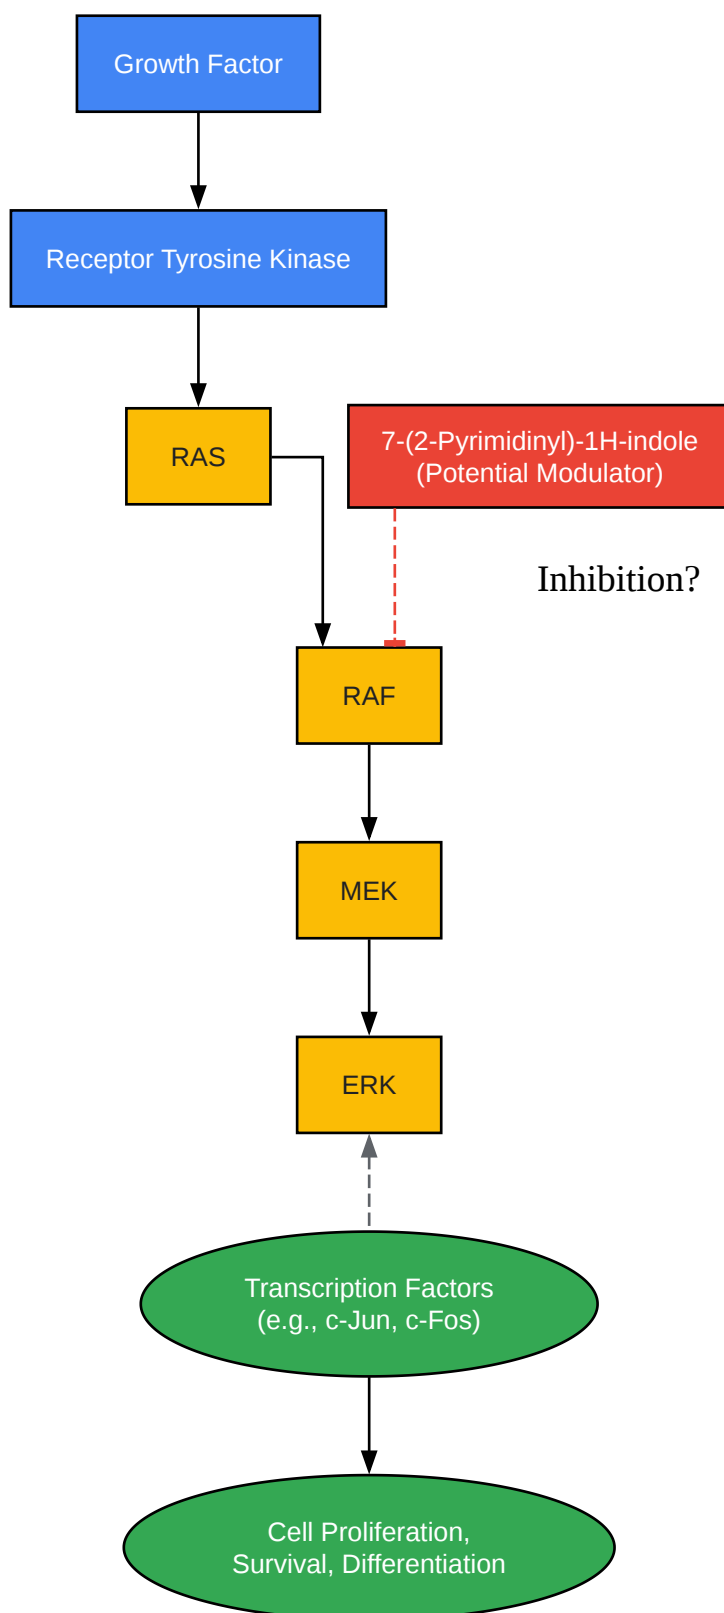 Growth Factor
Receptor Tyrosine Kinase
RAS
7-(2-Pyrimidinyl)-1H-indole
(Potential Modulator)
Inhibition?
RAF
MEK
ERK
Transcription Factors
(e.g., c-Jun, c-Fos)
Cell Proliferation,
Survival, Differentiation